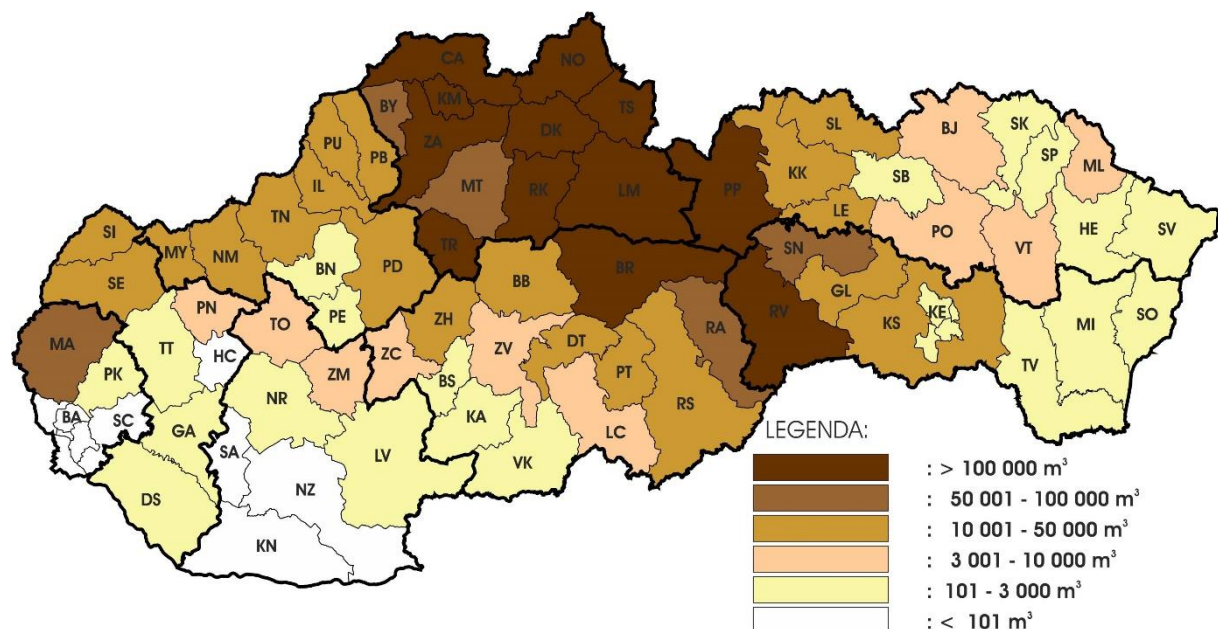 CA
NO
BY
KM
TS
ZA
DK
PU
PB
IL
MT
RK
LM
PP
SL
KK
BJ
SK
SP
ML
SB
LE
PO
VT
HE
SV
SI
MY
NM
TN
SE
BN
PD
TR
BB
BR
SN
GL
RV
KS
KE
MI
SO
TV
PN
TO
PE
ZH
MA
TT
HC
ZM
ZC
ZV
DT
PT
RA
PK
NR
BS
KA
RS
LC
BA
SC
GA
SA
LV
VK
DS
NZ
KN
LEGENDA:
: > 100 000 m³
: 50 001 - 100 000 m³
: 10 001 - 50 000 m³
: 3 001 - 10 000 m³
: 101 - 3 000 m³
: < 101 m³